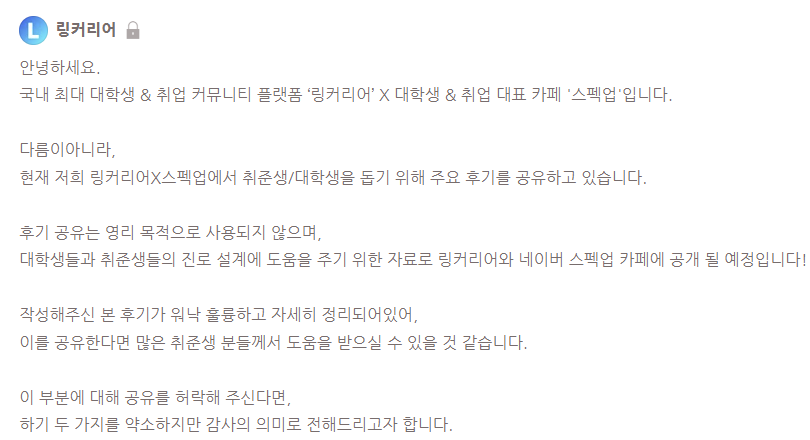 L 링커리어
안녕하세요.
국내 최대 대학생 & 취업 커뮤니티 플랫폼 ‘링커리어’ X 대학생 & 취업 대표 카페 '스펙업'입니다.
다름이아니라,
현재 저희 링커리어X스펙업에서 취준생/대학생을 돕기 위해 주요 후기를 공유하고 있습니다.
후기 공유는 영리 목적으로 사용되지 않으며,
대학생들과 취준생들의 진로 설계에 도움을 주기 위한 자료로 링커리어와 네이버 스펙업 카페에 공개 될 예정입니다!
작성해주신 본 후기가 워낙 훌륭하고 자세히 정리되어있어,
이를 공유한다면 많은 취준생 분들께서 도움을 받으실 수 있을 것 같습니다.
이 부분에 대해 공유를 허락해 주신다면,
하기 두 가지를 약소하지만 감사의 의미로 전해드리고자 합니다.